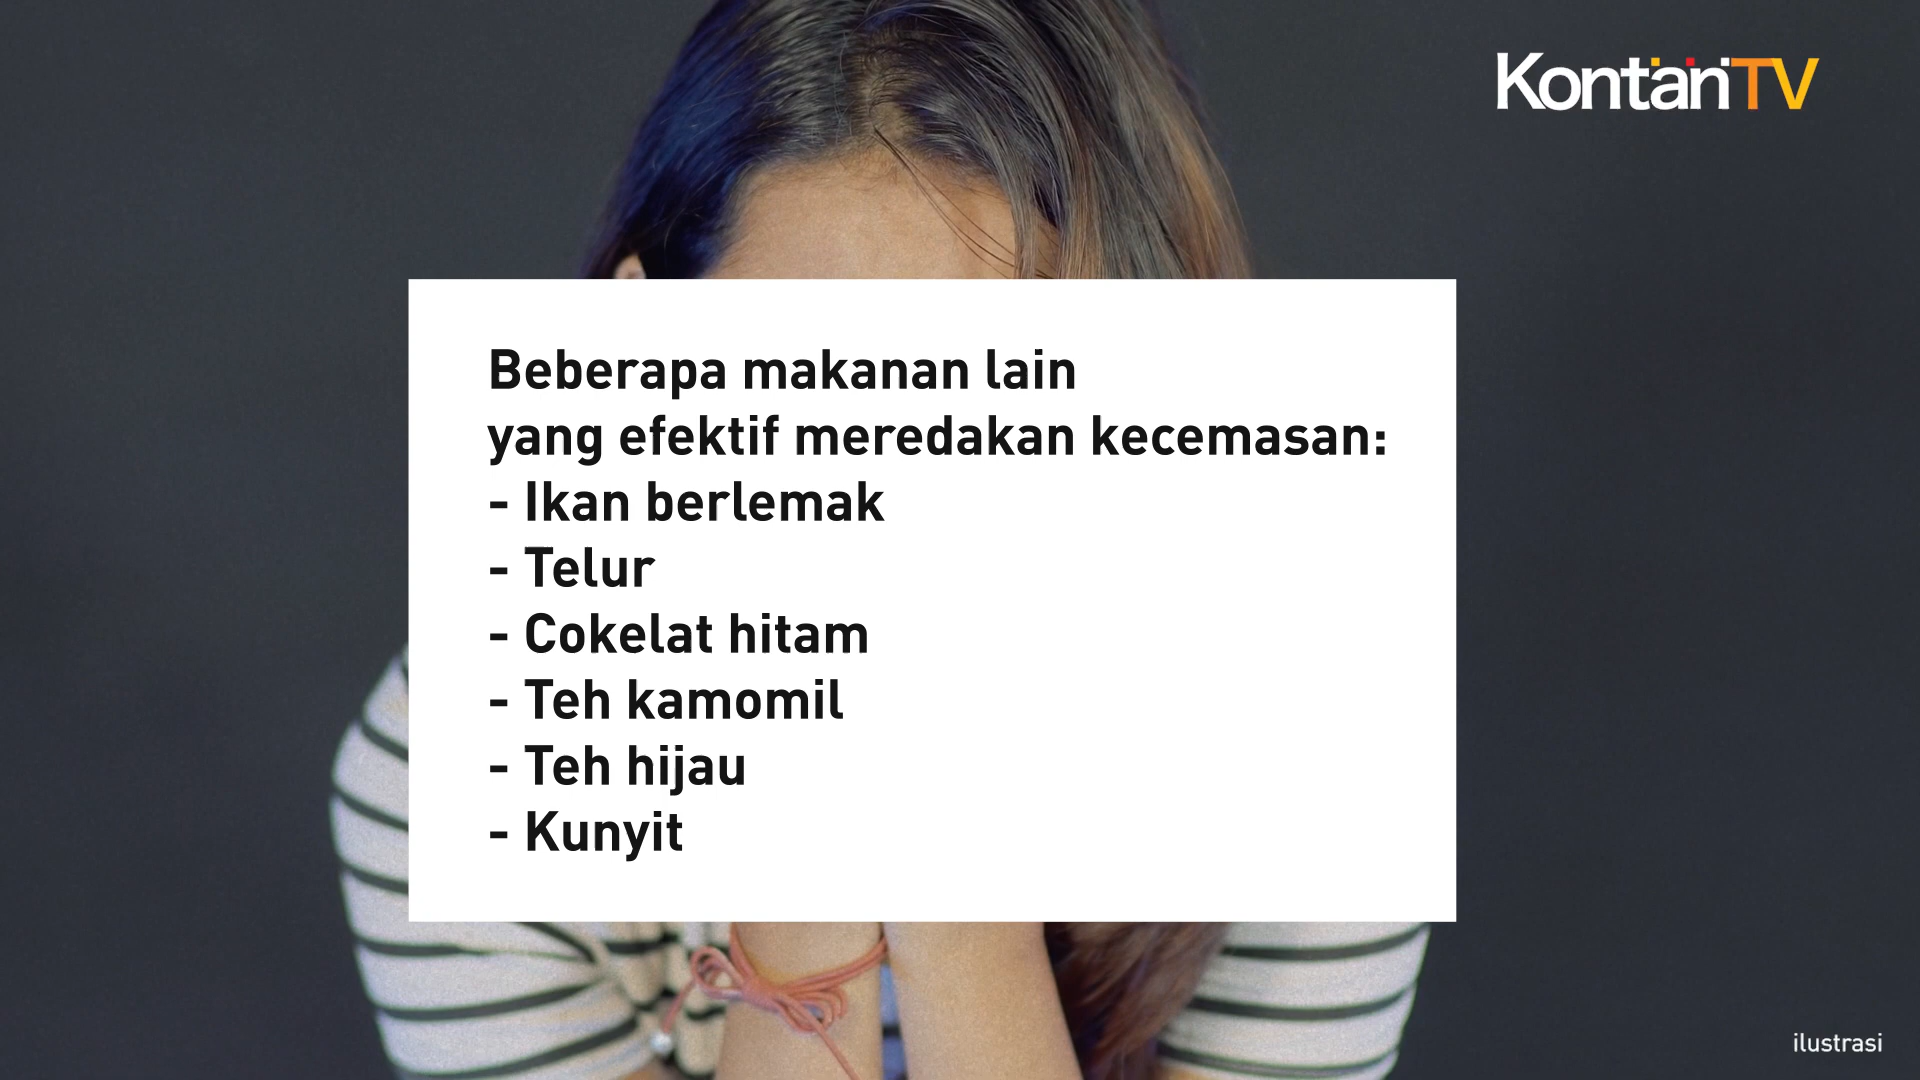 KontanTV
Beberapa makanan lain
yang efektif meredakan kecemasan:
- Ikan berlemak
- Telur
- Cokelat hitam
- Teh kamomil
- Teh hijau
- Kunyit
ilustrasi